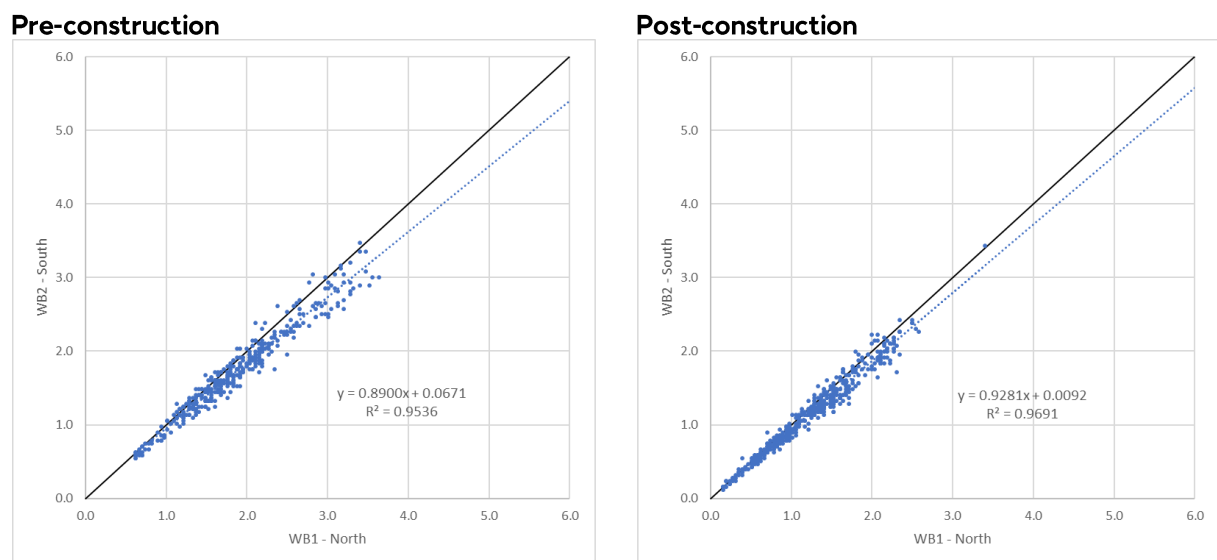 Pre-construction
6.0
5.0
4.0
3.0
2.0
1.0
0.0
WB2 - South
y = 0.8900x + 0.0671
R² = 0.9536
0.0 1.0 2.0 3.0 4.0 5.0 6.0
WB1 - North
Post-construction
6.0
5.0
4.0
3.0
2.0
1.0
0.0
WB2 - South
y = 0.9281x + 0.0092
R² = 0.9691
0.0 1.0 2.0 3.0 4.0 5.0 6.0
WB1 - North